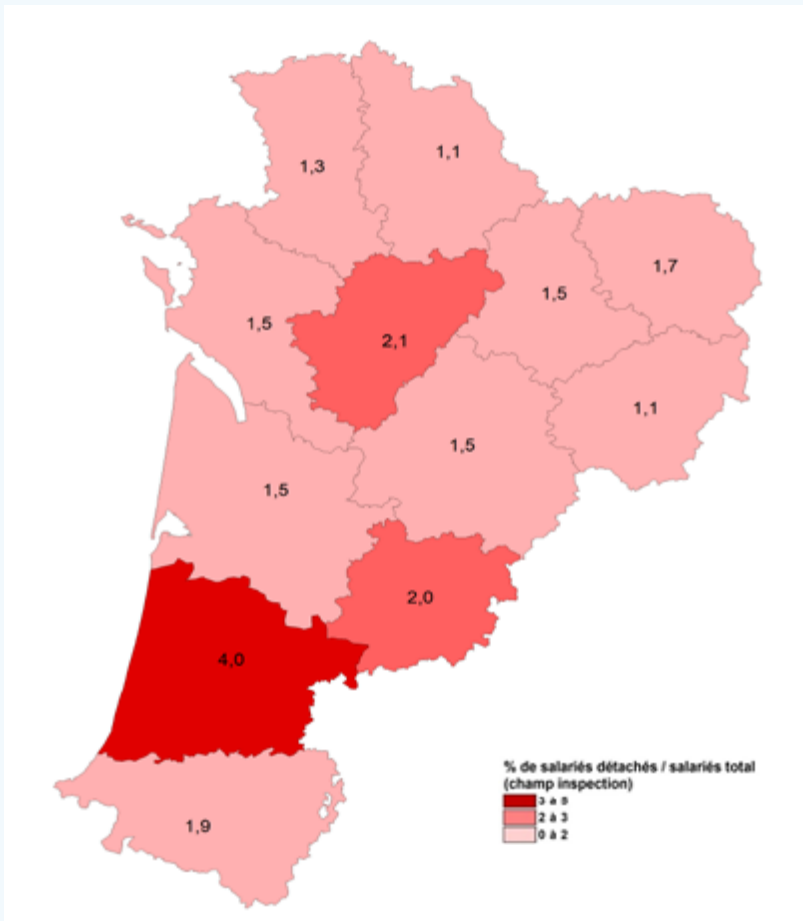 1,3
1,1
1,7
1,5
1,5
2,1
1,1
1,5
1,5
2,0
4,0
1,9
% de salariés détachés / salariés total
(champ inspection)
3 à 5
2 à 3
0 à 2